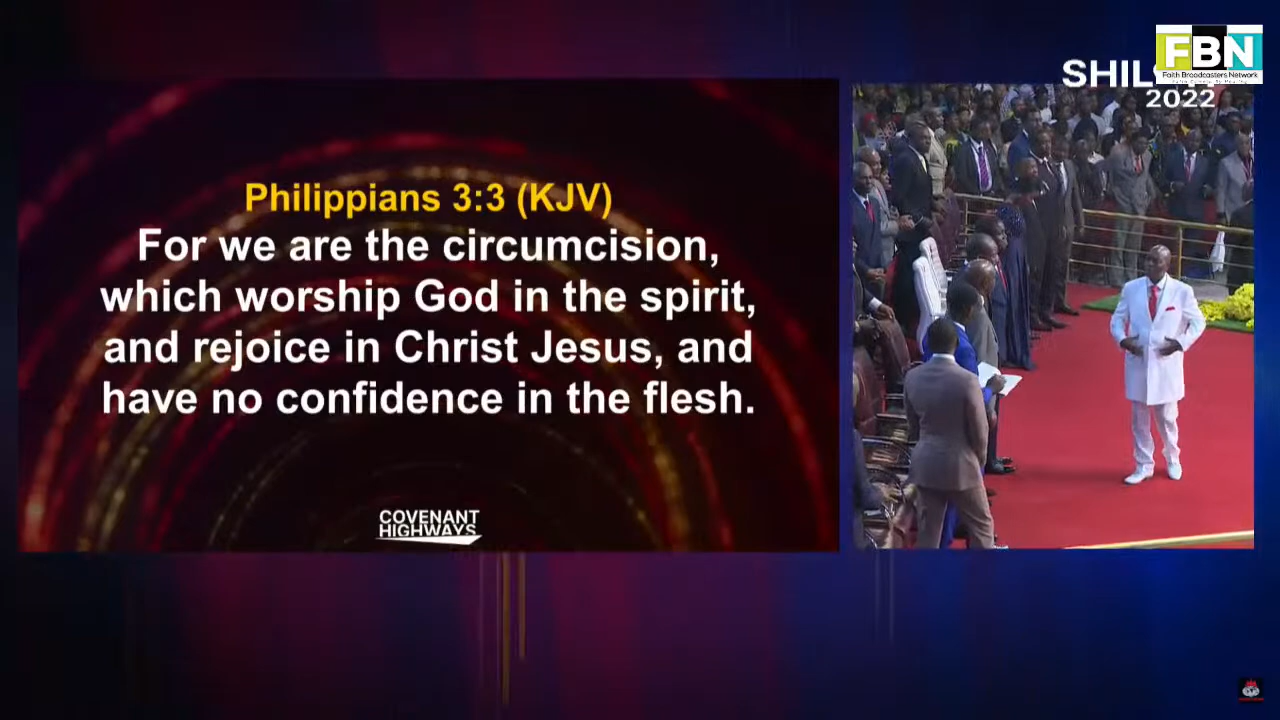 FBN
Faith Broadcasters Network
2022
Philippians 3:3 (KJV)
For we are the circumcision,
which worship God in the spirit,
and rejoice in Christ Jesus, and
have no confidence in the flesh.
COVENANT
HIGHWAYS